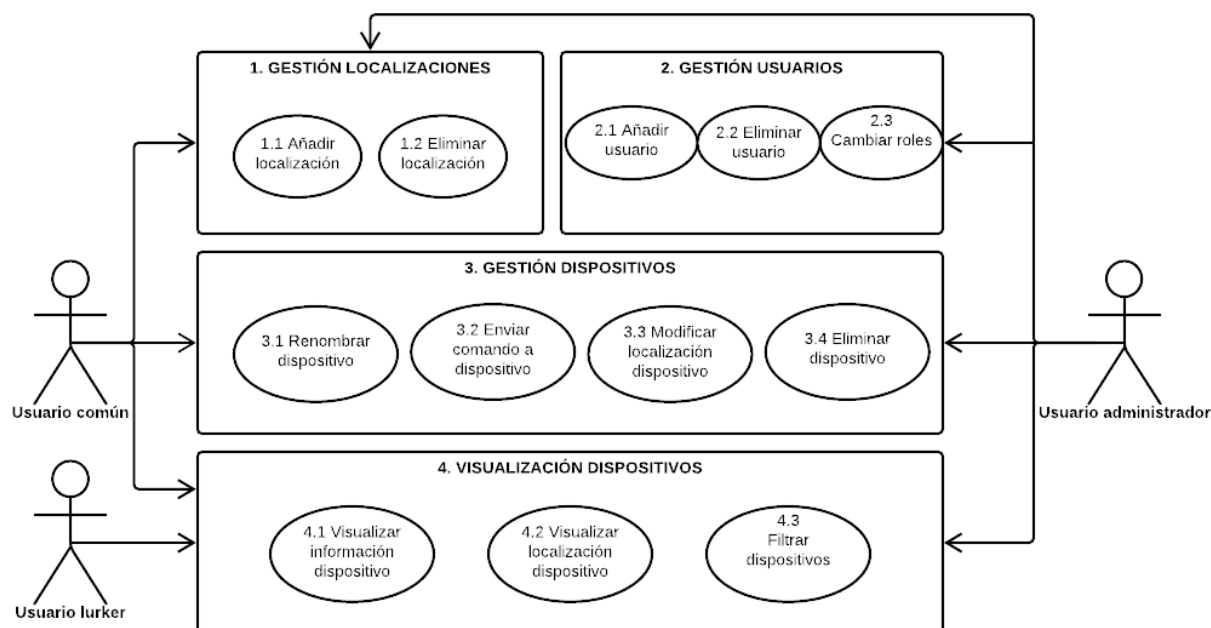 1. GESTIÓN LOCALIZACIONES
1.1 Añadir
localización
1.2 Eliminar
localización
2. GESTIÓN USUARIOS
2.1 Añadir
usuario
2.2 Eliminar
usuario
2.3
Cambiar roles
3. GESTIÓN DISPOSITIVOS
3.1 Renombrar
dispositivo
3.2 Enviar
comando a
dispositivo
3.3 Modificar
localización
dispositivo
3.4 Eliminar
dispositivo
Usuario común
Usuario administrador
4. VISUALIZACIÓN DISPOSITIVOS
4.1 Visualizar
información
dispositivo
4.2 Visualizar
localización
dispositivo
4.3
Filtrar
dispositivos
Usuario lurker